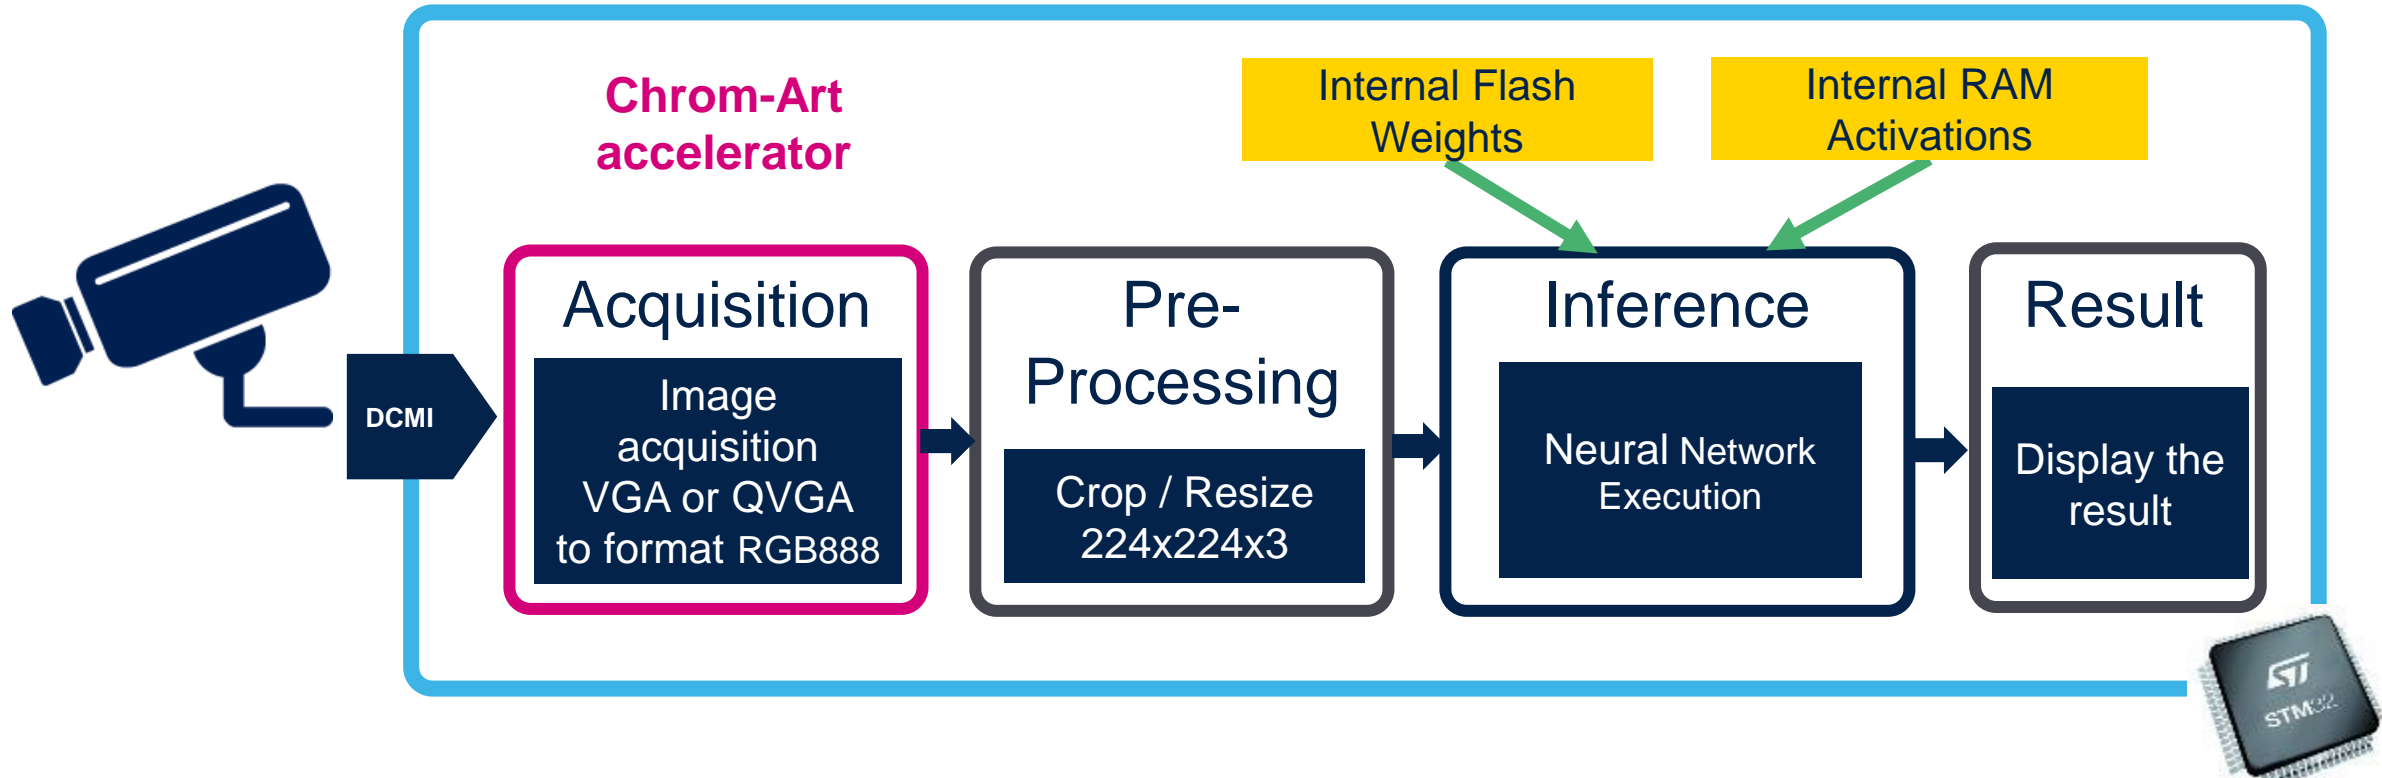 Chrom-Art
accelerator
Internal Flash
Weights
Internal RAM
Activations
DCMI
Acquisition
Image
acquisition
VGA or QVGA
to format RGB888
Pre-
Processing
Crop / Resize
224x224x3
Inference
Neural Network
Execution
Result
Display the
result
ST
STM32